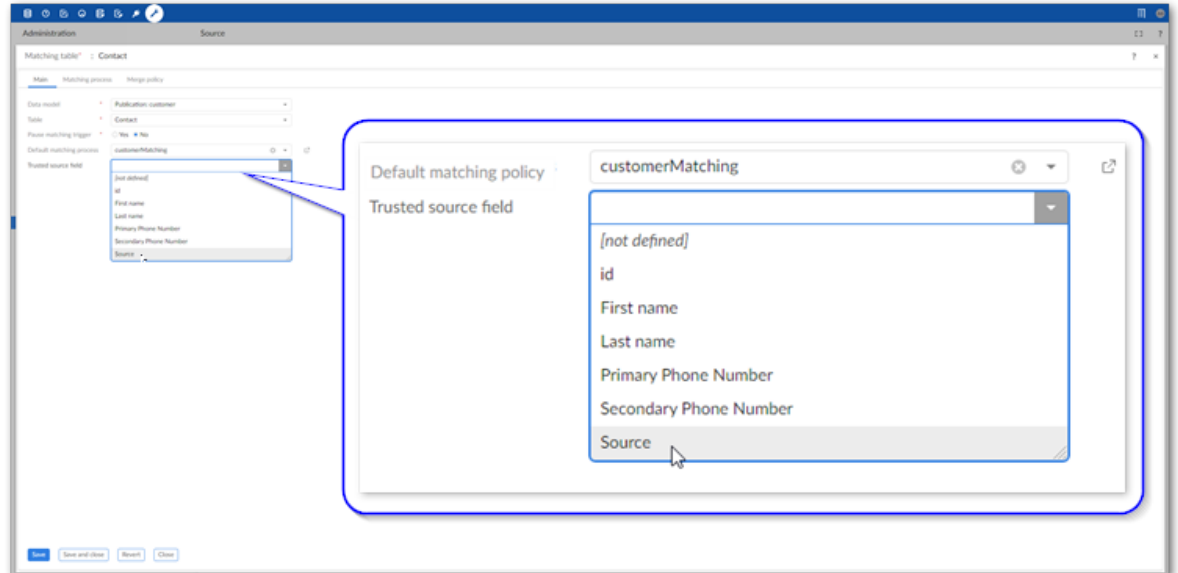 Administration Source
?
Matching table* : Contact ? ×
Main Matching process Merge policy
Data model * Publication: customer
Table * Contact
Pause matching trigger * Yes No
Default matching process customerMatching
Trusted source field
[not defined]
id
First name
Last name
Primary Phone Number
Secondary Phone Number
Source
Default matching policy customerMatching
Trusted source field
[not defined]
id
First name
Last name
Primary Phone Number
Secondary Phone Number
Source
Save Save and close Revert Close